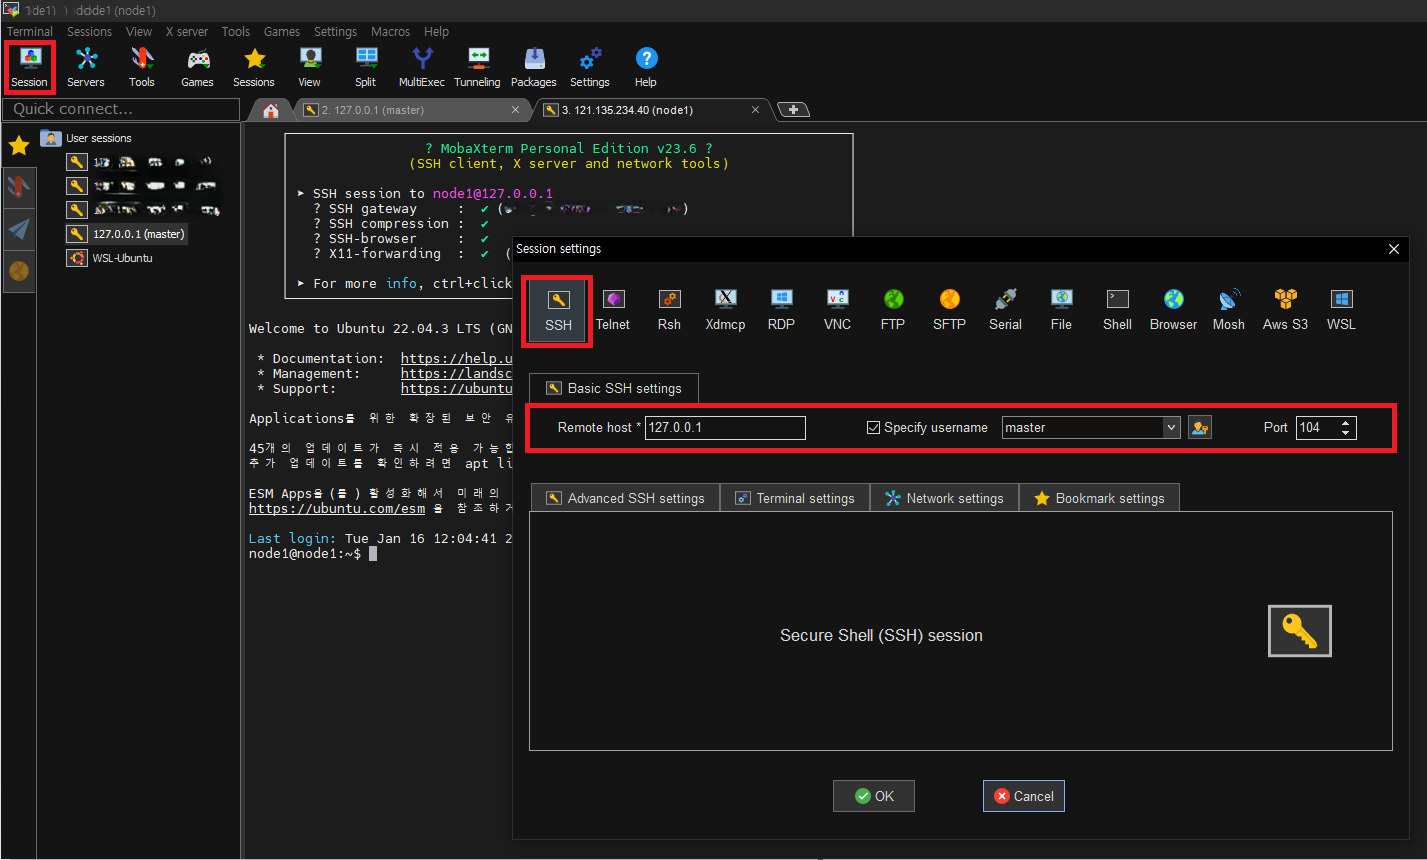 (node1)
Terminal Sessions View X server Tools Games Settings Macros Help
Session Servers Tools Games Sessions View Split MultiExec Tunneling Packages Settings Help
Quick connect...
2. 127.0.0.1 (master)
3. 121.135.234.40 (node1)
User sessions
127.0.0.1 (master)
WSL-Ubuntu
? MobaXterm Personal Edition v23.6 ?
(SSH client, X server and network tools)
➤ SSH session to node1@127.0.0.1
? SSH gateway : ✔ ( )
? SSH compression : ✔
? SSH-browser : ✔
? X11-forwarding : ✔ (
➤ For more info, ctrl+click
Welcome to Ubuntu 22.04.3 LTS (GN
* Documentation: https://help.u
* Management: https://landsc
* Support: https://ubuntu
Applications를 위한 확장된 보안 유
45개의 업데이트가 즉시 적용 가능합
추가 업데이트를 확인하려면 apt li
ESM Apps을(를) 활성화해서 미래의
https://ubuntu.com/esm 을 참조하거
Last login: Tue Jan 16 12:04:41 2
node1@node1:~$
Session settings
SSH Telnet Rsh Xdmcp RDP VNC FTP SFTP Serial File Shell Browser Mosh Aws S3 WSL
Basic SSH settings
Remote host * 127.0.0.1 Specify username master Port 104
Advanced SSH settings Terminal settings Network settings Bookmark settings
Secure Shell (SSH) session
OK Cancel